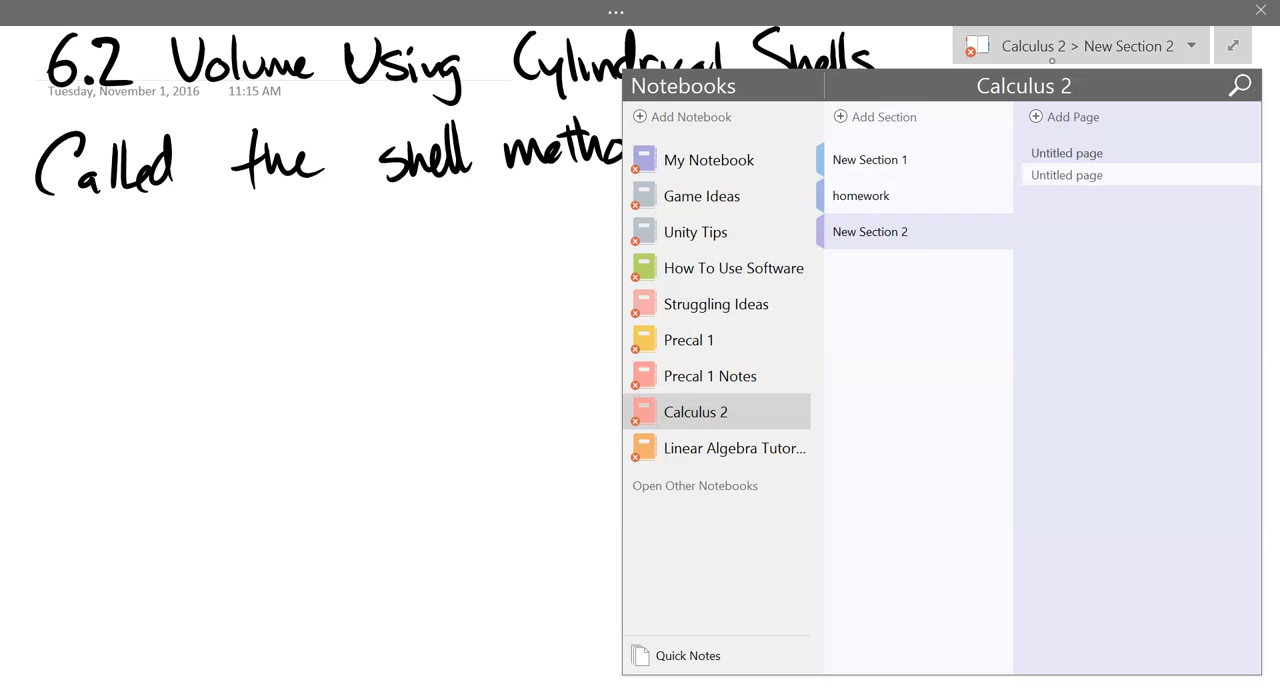 6.2 Volume Using Cylindrical Shells
Tuesday, November 1, 2016 11:15 AM
Called the shell metho
Calculus 2 > New Section 2
Notebooks
Calculus 2
Add Notebook
My Notebook
Game Ideas
Unity Tips
How To Use Software
Struggling Ideas
Precal 1
Precal 1 Notes
Calculus 2
Linear Algebra Tutor...
Open Other Notebooks
Quick Notes
Add Section
New Section 1
homework
New Section 2
Add Page
Untitled page
Untitled page